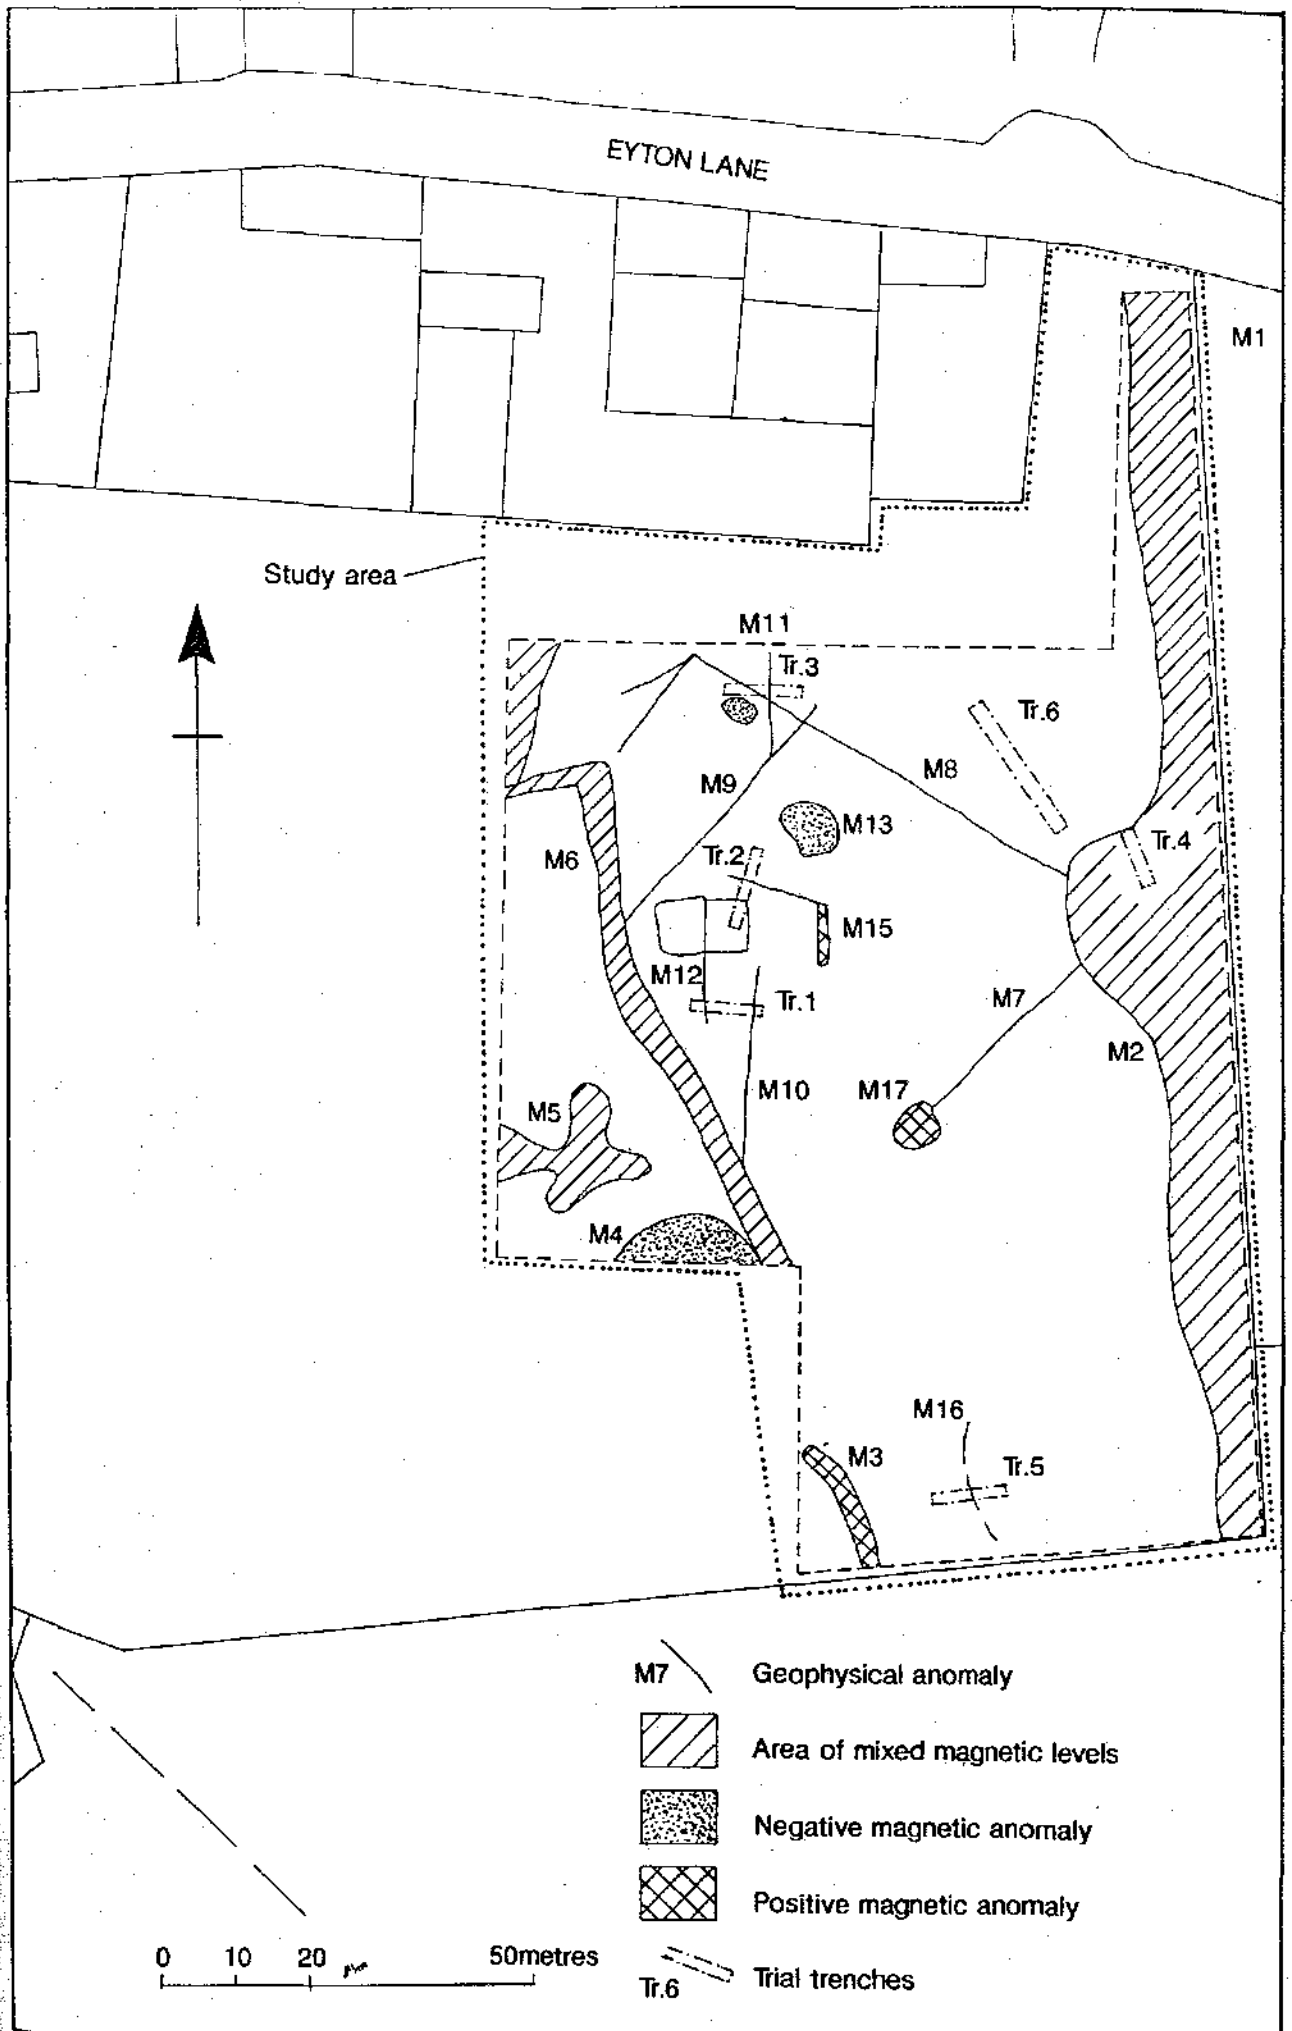 EYTON LANE
M1
Study area
M11
Tr.3
Tr.6
M8
M9
M13
Tr.4
M6
Tr.2
M15
M12
Tr.1
M7
M2
M10
M17
M5
M4
M16
M3
Tr.5
M7 Geophysical anomaly
Area of mixed magnetic levels
Negative magnetic anomaly
Positive magnetic anomaly
0 10 20 50metres
Tr.6 Trial trenches